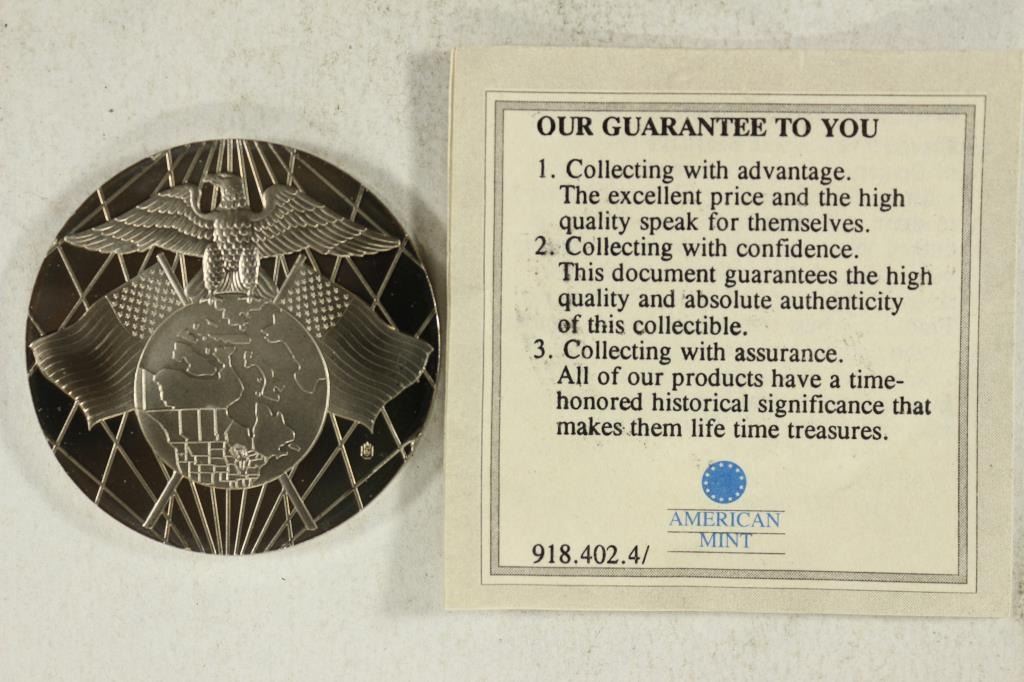 OUR GUARANTEE TO YOU
1. Collecting with advantage.
The excellent price and the high
quality speak for themselves.
2. Collecting with confidence.
This document guarantees the high
quality and absolute authenticity
of this collectible.
3. Collecting with assurance.
All of our products have a time-
honored historical significance that
makes them life time treasures.
AMERICAN
MINT
918.402.4/